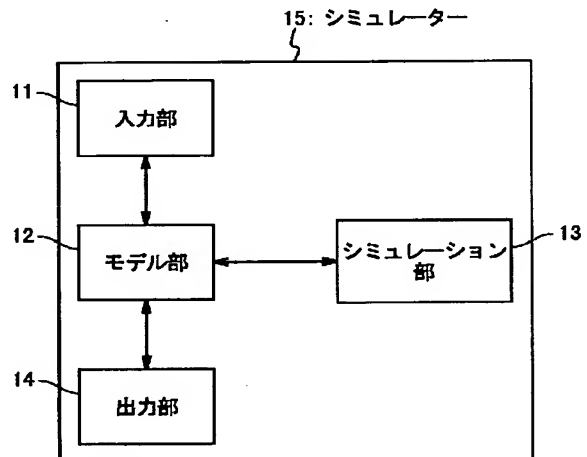 15: シミュレーター
11
入力部
12
モデル部
シミュレーション
部
13
14
出力部